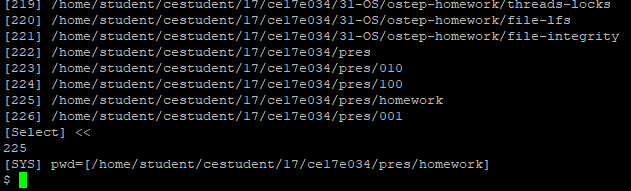 [219] /home/student/cestudent/17/ce17e034/31-OS/ostep-homework/threads-locks
[220] /home/student/cestudent/17/ce17e034/31-OS/ostep-homework/file-lfs
[221] /home/student/cestudent/17/ce17e034/31-OS/ostep-homework/file-integrity
[222] /home/student/cestudent/17/ce17e034/pres
[223] /home/student/cestudent/17/ce17e034/pres/010
[224] /home/student/cestudent/17/ce17e034/pres/100
[225] /home/student/cestudent/17/ce17e034/pres/homework
[226] /home/student/cestudent/17/ce17e034/pres/001
[Select] <<
225
[SYS] pwd=[/home/student/cestudent/17/ce17e034/pres/homework]
$